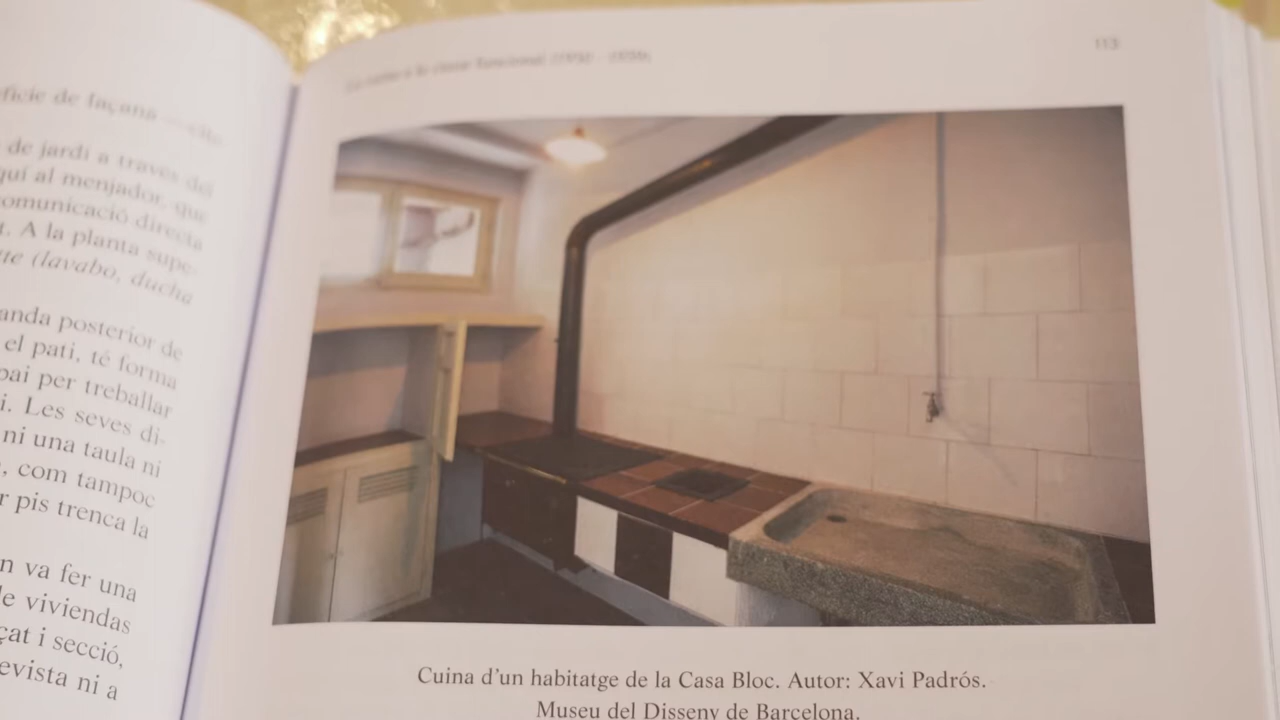 de façana
de jardí a través del
quí al menjador, que
comunicació directa
t. A la planta supe-
tte (lavabo, ducha
anda posterior de
el pati, té forma
pai per treballar
i. Les seves di-
ni una taula ni
, com tampoc
r pis trenca la
n va fer una
de viviendas
çat i secció,
evista ni a
113
Cuina d'un habitatge de la Casa Bloc. Autor: Xavi Padrós.
Museu del Disseny de Barcelona.